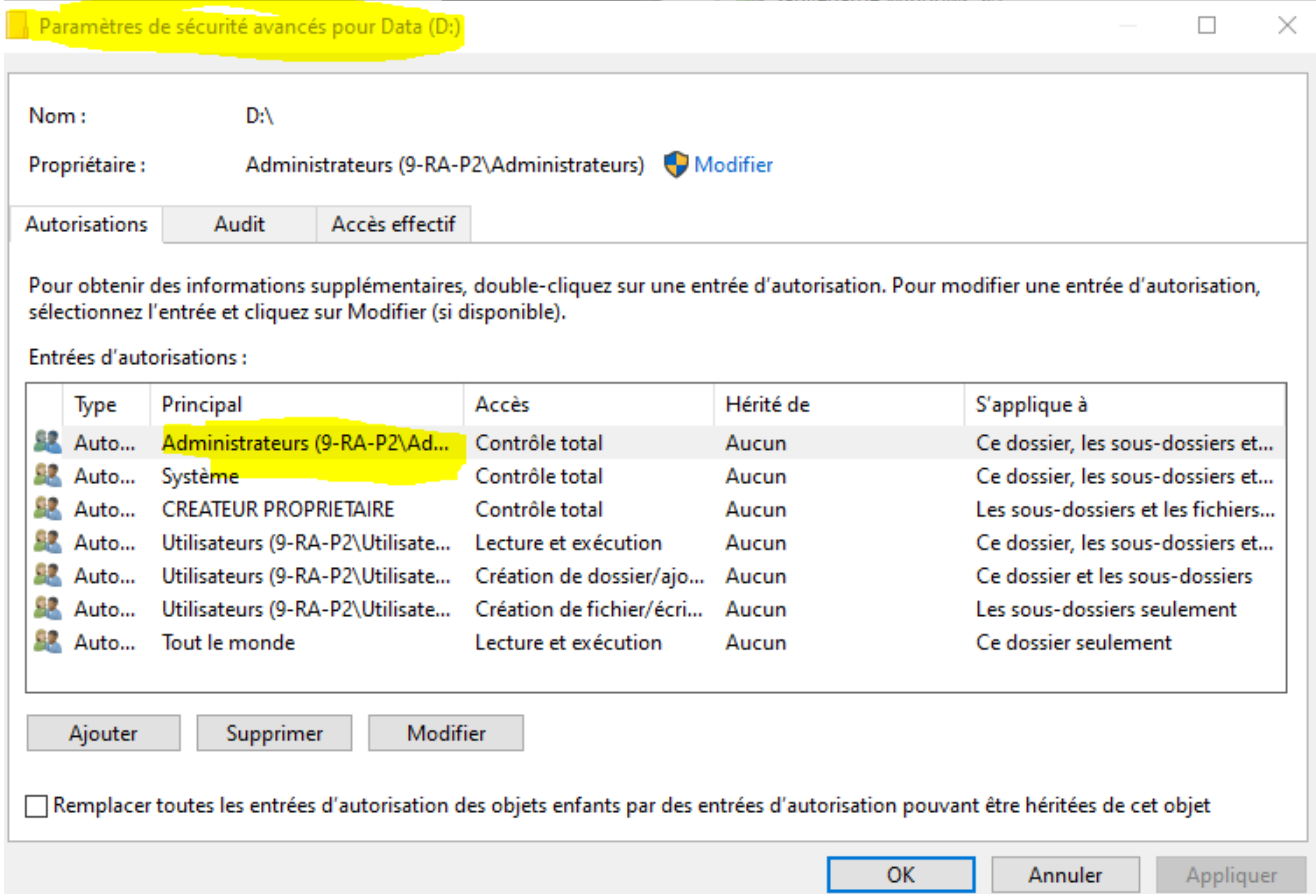 Paramètres de sécurité avancés pour Data (D:)
Nom : D:\
Propriétaire : Administrateurs (9-RA-P2\Administrateurs) Modifier
Autorisations Audit Accès effectif
Pour obtenir des informations supplémentaires, double-cliquez sur une entrée d'autorisation. Pour modifier une entrée d'autorisation,
sélectionnez l'entrée et cliquez sur Modifier (si disponible).
Entrées d'autorisations :
Type Principal Accès Hérité de S'applique à
Auto... Administrateurs (9-RA-P2\Ad... Contrôle total Aucun Ce dossier, les sous-dossiers et...
Auto... Système Contrôle total Aucun Ce dossier, les sous-dossiers et...
Auto... CREATEUR PROPRIETAIRE Contrôle total Aucun Les sous-dossiers et les fichiers...
Auto... Utilisateurs (9-RA-P2\Utilisate... Lecture et exécution Aucun Ce dossier, les sous-dossiers et...
Auto... Utilisateurs (9-RA-P2\Utilisate... Création de dossier/ajo... Aucun Ce dossier et les sous-dossiers
Auto... Utilisateurs (9-RA-P2\Utilisate... Création de fichier/écri... Aucun Les sous-dossiers seulement
Auto... Tout le monde Lecture et exécution Aucun Ce dossier seulement
Ajouter Supprimer Modifier
Remplacer toutes les entrées d'autorisation des objets enfants par des entrées d'autorisation pouvant être héritées de cet objet
OK Annuler Appliquer